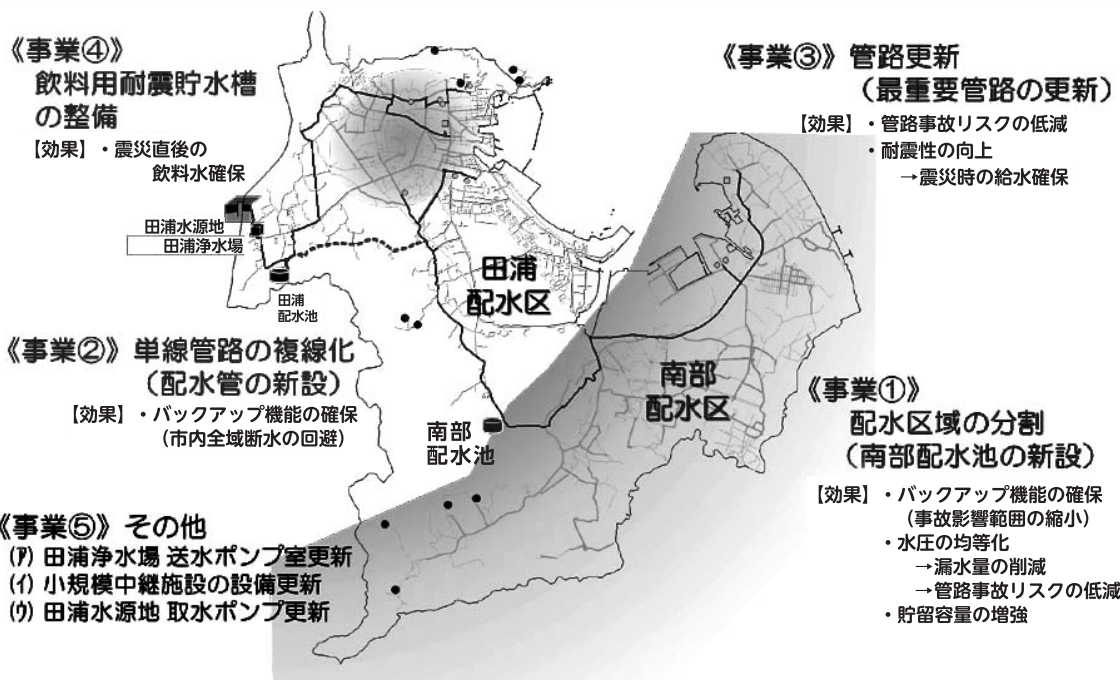 《事業④》
飲料用耐震貯水槽
の整備
【効果】・震災直後の
飲料水確保
田浦水源地
田浦浄水場
田浦
配水池
《事業②》単線管路の複線化
（配水管の新設）
【効果】・バックアップ機能の確保
（市内全域断水の回避）
南部
配水池
《事業⑤》その他
(ｱ) 田浦浄水場 送水ポンプ室更新
(ｲ) 小規模中継施設の設備更新
(ｳ) 田浦水源地 取水ポンプ更新
田浦
配水区
南部
配水区
《事業③》管路更新
（最重要管路の更新）
【効果】・管路事故リスクの低減
・耐震性の向上
→震災時の給水確保
《事業①》
配水区域の分割
（南部配水池の新設）
【効果】・バックアップ機能の確保
（事故影響範囲の縮小）
・水圧の均等化
→漏水量の削減
→管路事故リスクの低減
・貯留容量の増強